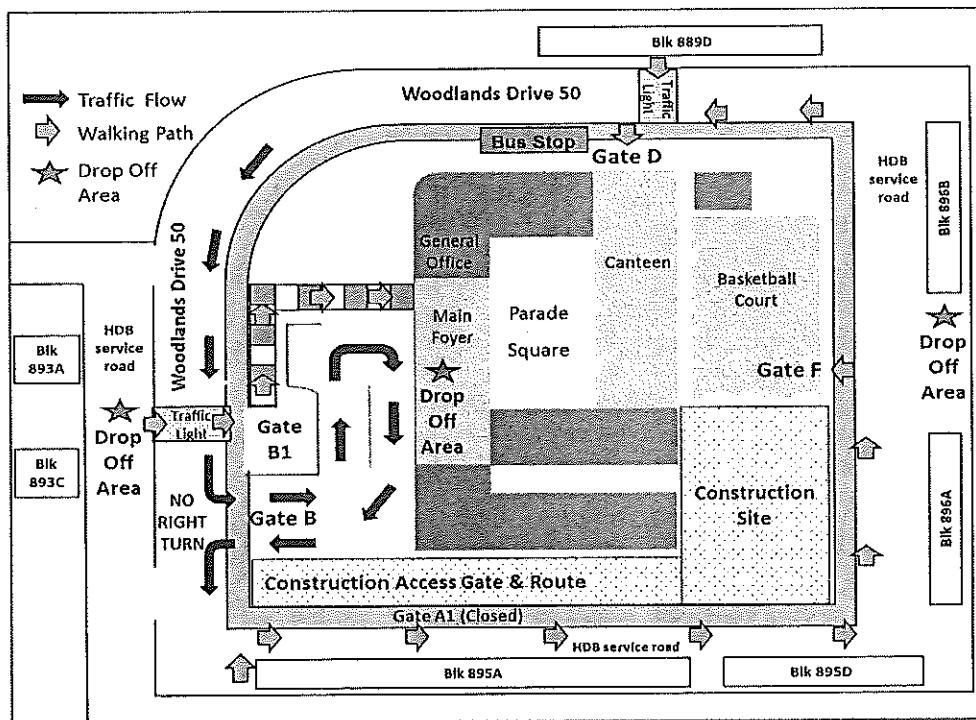 Blk 889D
Traffic Flow
Walking Path
Drop Off
Area
Woodlands Drive 50
Traffic
Light
Bus Stop
Gate D
HDB
service
road
Blk 896B
Woodlands Drive 50
General
Office
Canteen
Basketball
Court
Main
Foyer
Parade
Square
HDB
service
road
Blk
893A
Gate F
Drop
Off
Area
Drop
Off
Area
Traffic
Light
Gate
B1
Drop
Off
Area
Blk
893C
NO
RIGHT
TURN
Gate B
Construction
Site
Blk 896A
Construction Access Gate & Route
Gate A1 (Closed)
HDB service road
Blk 895A
Blk 895D